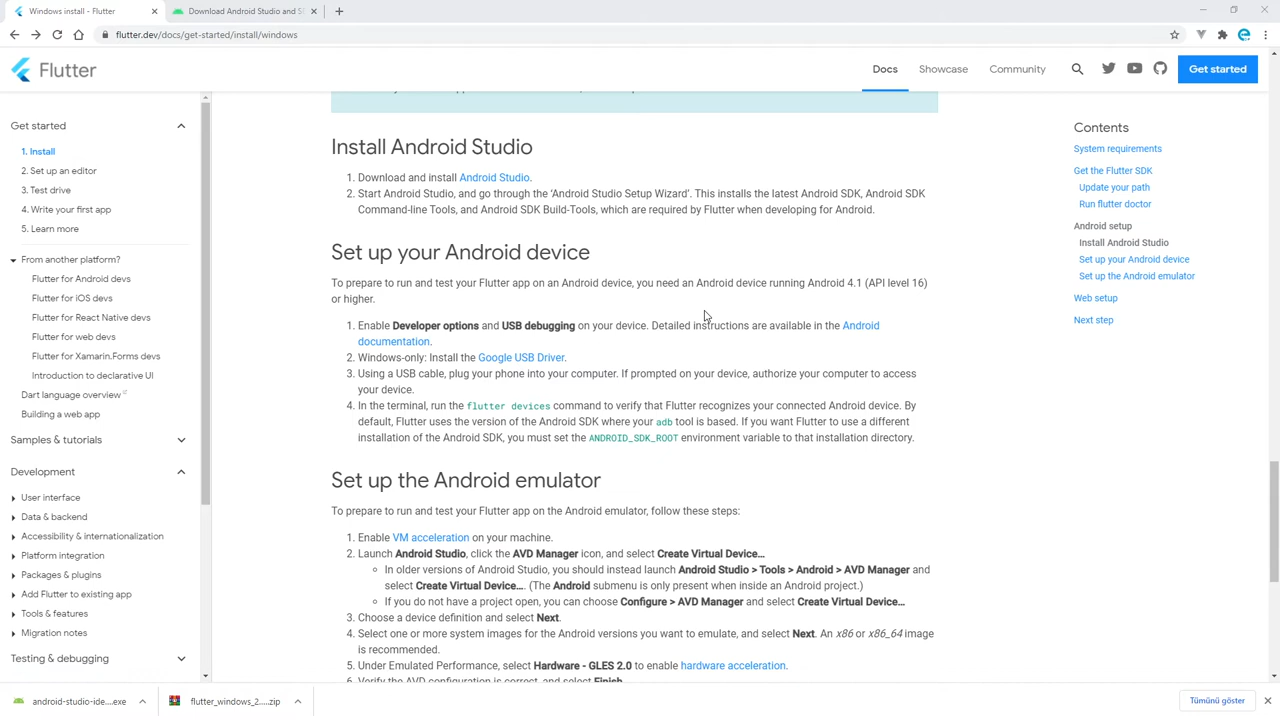 Windows install - Flutter
Download Android Studio and S
flutter.dev/docs/get-started/install/windows
Flutter
Docs
Showcase
Community
Get started
Get started
1. Install
2. Set up an editor
3. Test drive
4. Write your first app
5. Learn more
From another platform?
Flutter for Android devs
Flutter for iOS devs
Flutter for React Native devs
Flutter for web devs
Flutter for Xamarin.Forms devs
Introduction to declarative UI
Dart language overview
Building a web app
Samples & tutorials
Development
User interface
Data & backend
Accessibility & internationalization
Platform integration
Packages & plugins
Add Flutter to existing app
Tools & features
Migration notes
Testing & debugging
Install Android Studio
1. Download and install Android Studio.
2. Start Android Studio, and go through the ‘Android Studio Setup Wizard’. This installs the latest Android SDK, Android SDK
Command-line Tools, and Android SDK Build-Tools, which are required by Flutter when developing for Android.
Set up your Android device
To prepare to run and test your Flutter app on an Android device, you need an Android device running Android 4.1 (API level 16)
or higher.
1. Enable Developer options and USB debugging on your device. Detailed instructions are available in the Android
documentation.
2. Windows-only: Install the Google USB Driver.
3. Using a USB cable, plug your phone into your computer. If prompted on your device, authorize your computer to access
your device.
4. In the terminal, run the flutter devices command to verify that Flutter recognizes your connected Android device. By
default, Flutter uses the version of the Android SDK where your adb tool is based. If you want Flutter to use a different
installation of the Android SDK, you must set the ANDROID_SDK_ROOT environment variable to that installation directory.
Set up the Android emulator
To prepare to run and test your Flutter app on the Android emulator, follow these steps:
1. Enable VM acceleration on your machine.
2. Launch Android Studio, click the AVD Manager icon, and select Create Virtual Device...
In older versions of Android Studio, you should instead launch Android Studio > Tools > Android > AVD Manager and
select Create Virtual Device.... (The Android submenu is only present when inside an Android project.)
If you do not have a project open, you can choose Configure > AVD Manager and select Create Virtual Device...
3. Choose a device definition and select Next.
4. Select one or more system images for the Android versions you want to emulate, and select Next. An x86 or x86_64 image
is recommended.
5. Under Emulated Performance, select Hardware - GLES 2.0 to enable hardware acceleration.
6. Verify the AVD configuration is correct, and select Finish.
Contents
System requirements
Get the Flutter SDK
Update your path
Run flutter doctor
Android setup
Install Android Studio
Set up your Android device
Set up the Android emulator
Web setup
Next step
android-studio-ide....exe
flutter_windows_2.....zip
Tümünü göster